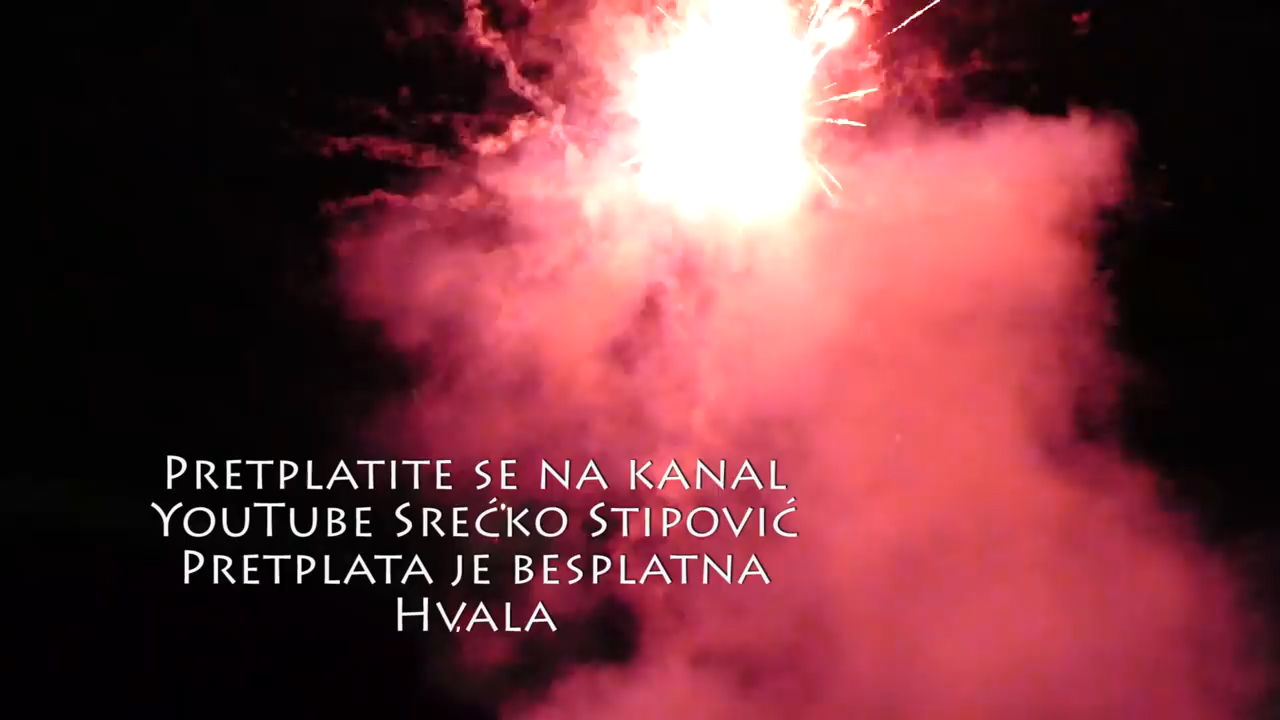 Pretplatite se na kanal
YouTube Srećko Stipović
Pretplata je besplatna
Hvala